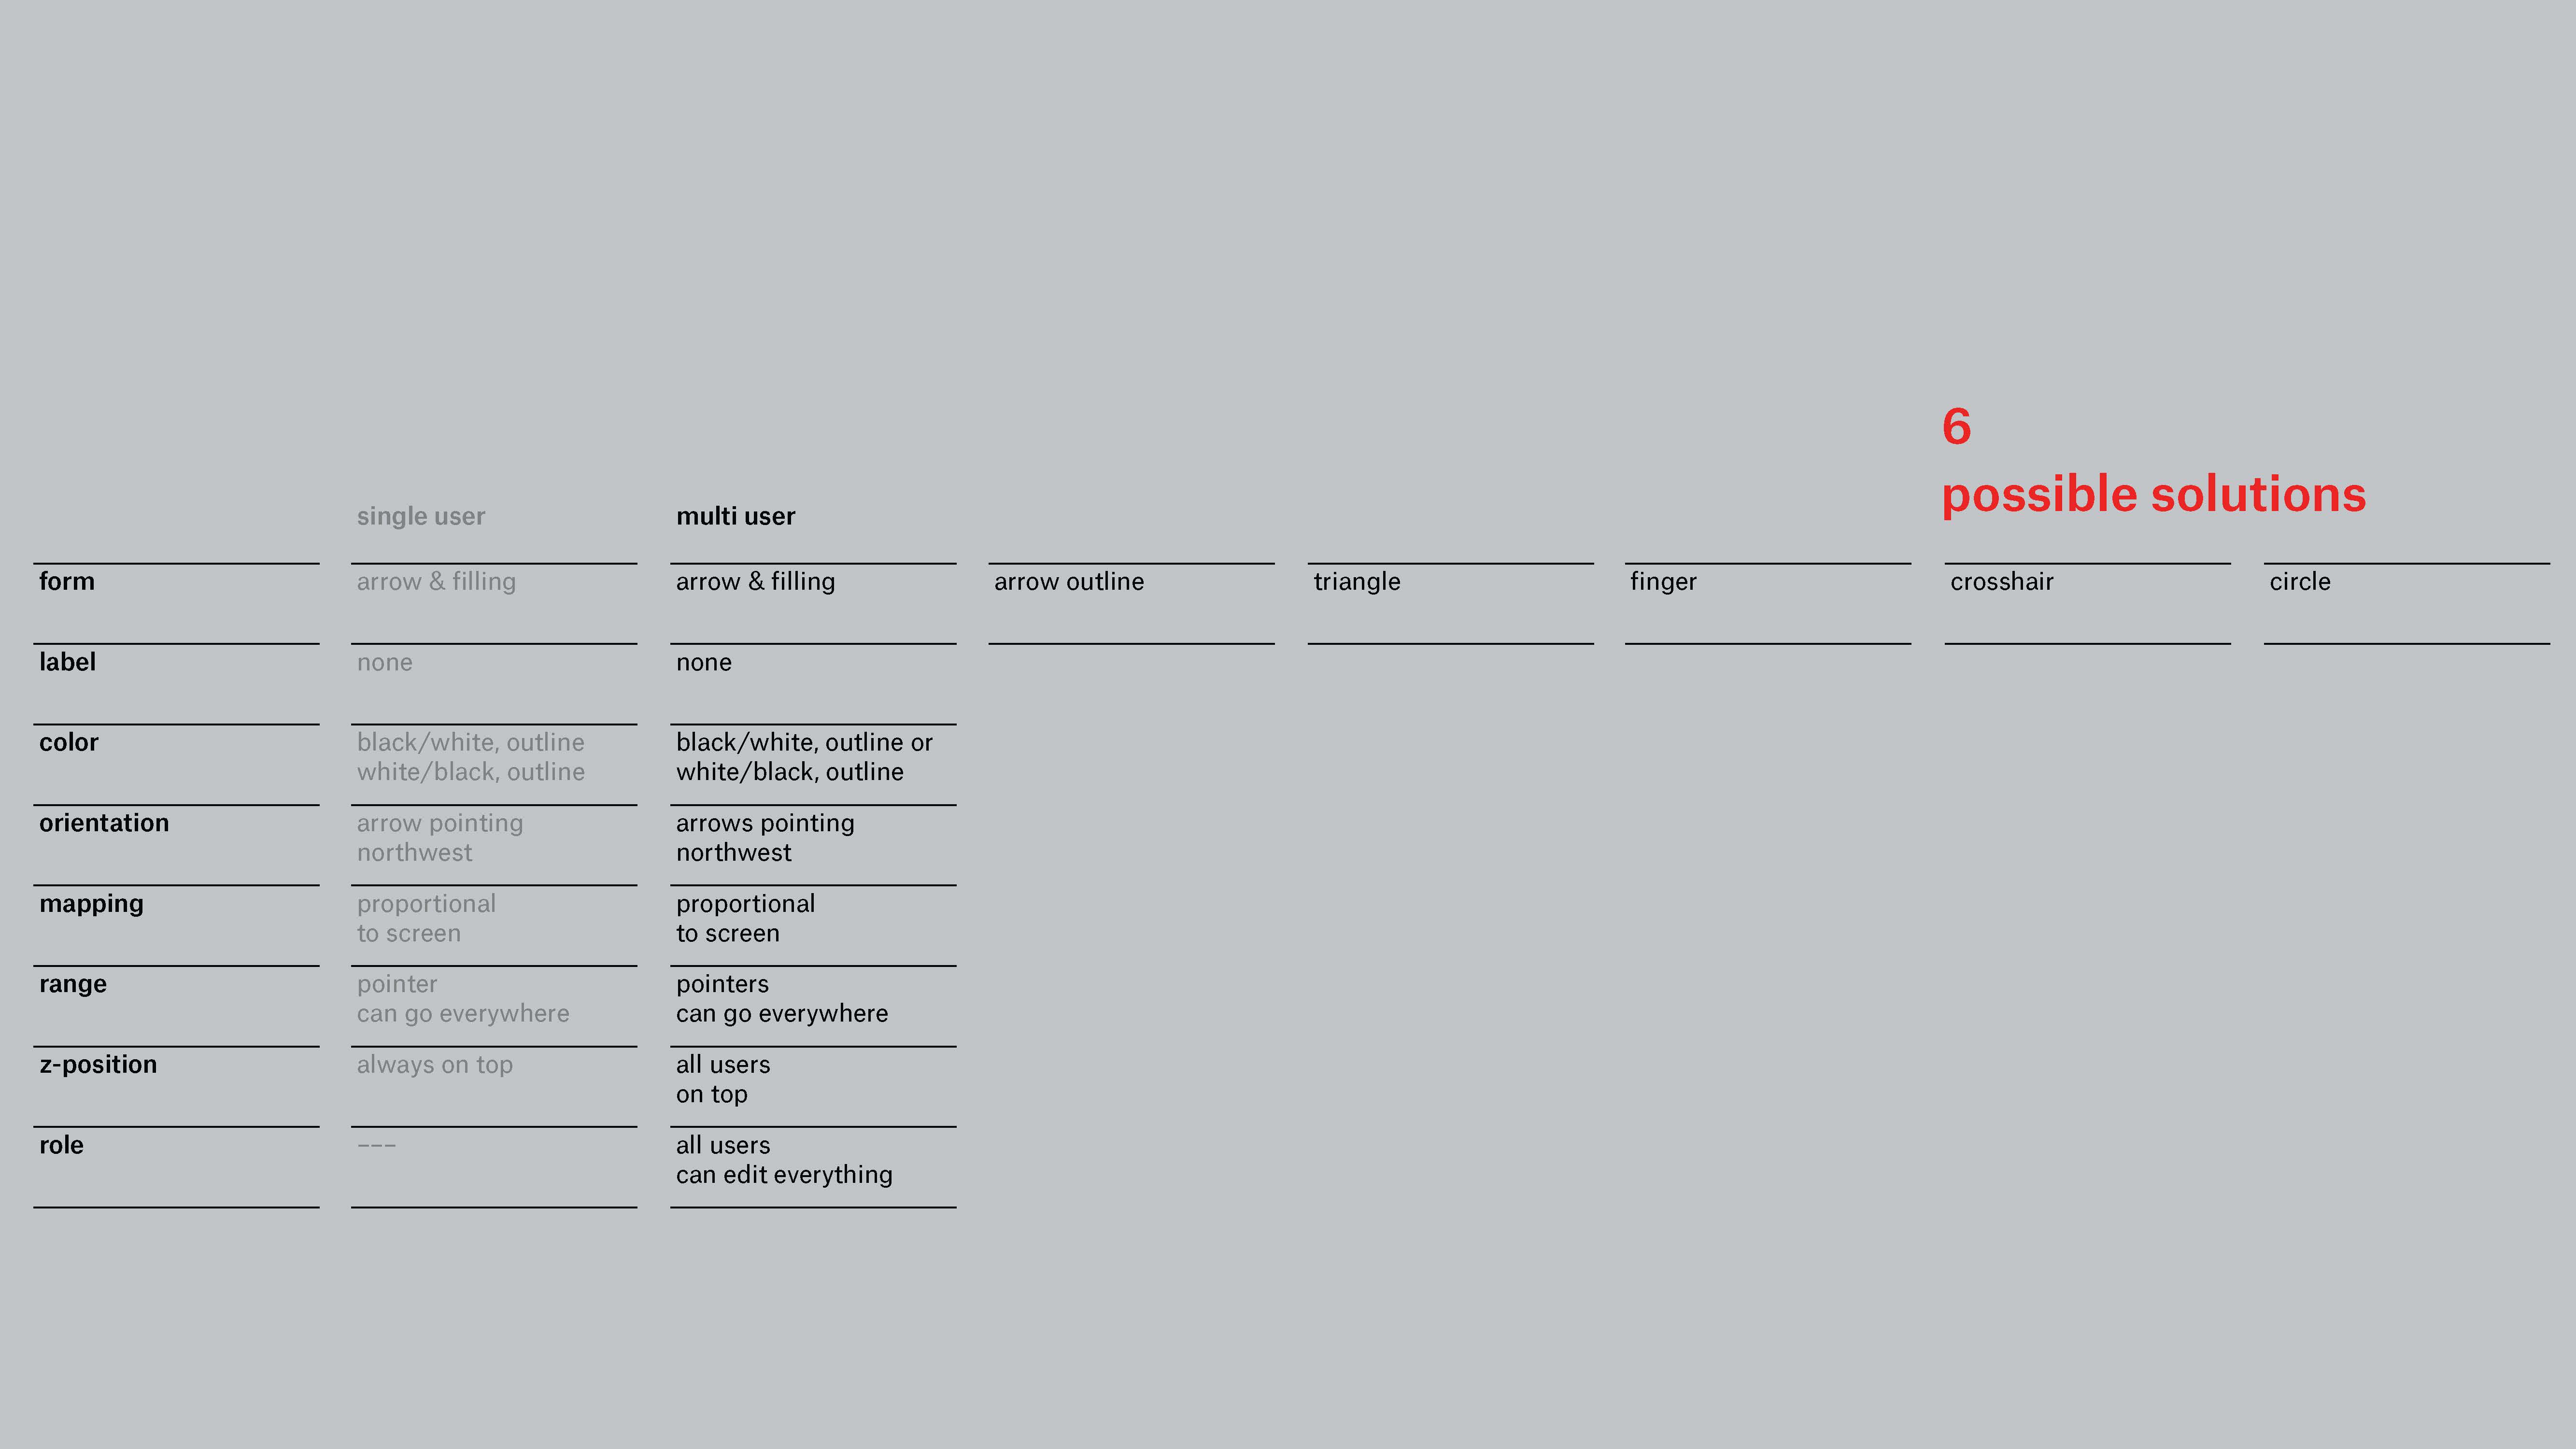 6
possible solutions
single user
multi user
form
arrow & filling
arrow & filling
arrow outline
triangle
finger
crosshair
circle
label
none
none
color
black/white, outline
white/black, outline
black/white, outline or
white/black, outline
orientation
arrow pointing
northwest
arrows pointing
northwest
mapping
proportional
to screen
proportional
to screen
range
pointer
can go everywhere
pointers
can go everywhere
z-position
always on top
all users
on top
role
---
all users
can edit everything